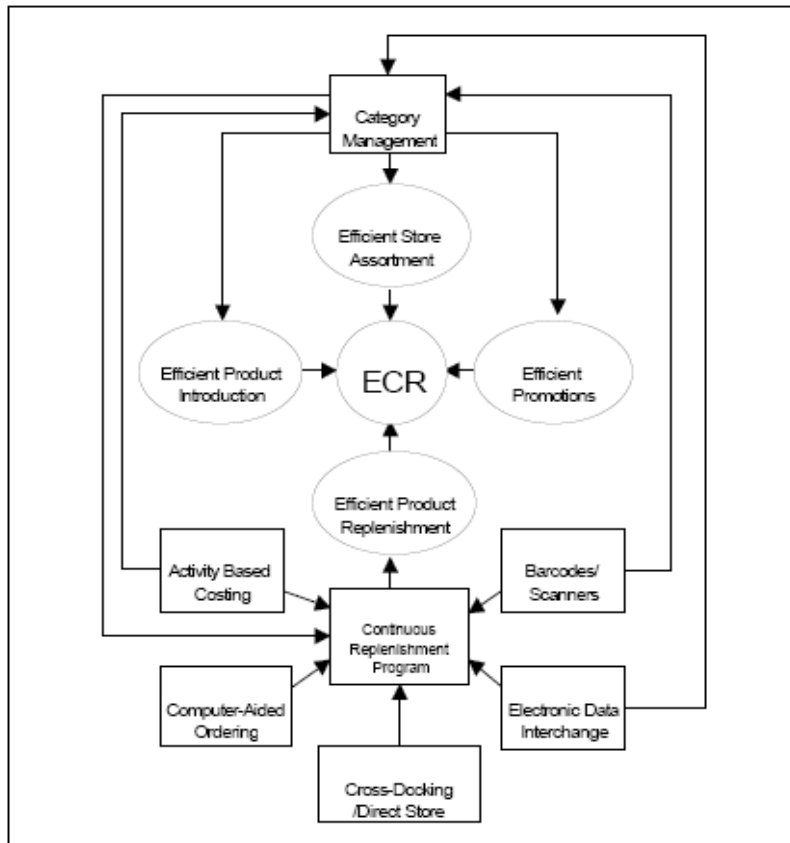 Category
Management
Efficient Store
Assortment
Efficient Product
Introduction
ECR
Efficient
Promotions
Efficient Product
Replenishment
Activity Based
Costing
Barcodes/
Scanners
Continuous
Replenishment
Program
Computer-Aided
Ordering
Electronic Data
Interchange
Cross-Docking
/Direct Store